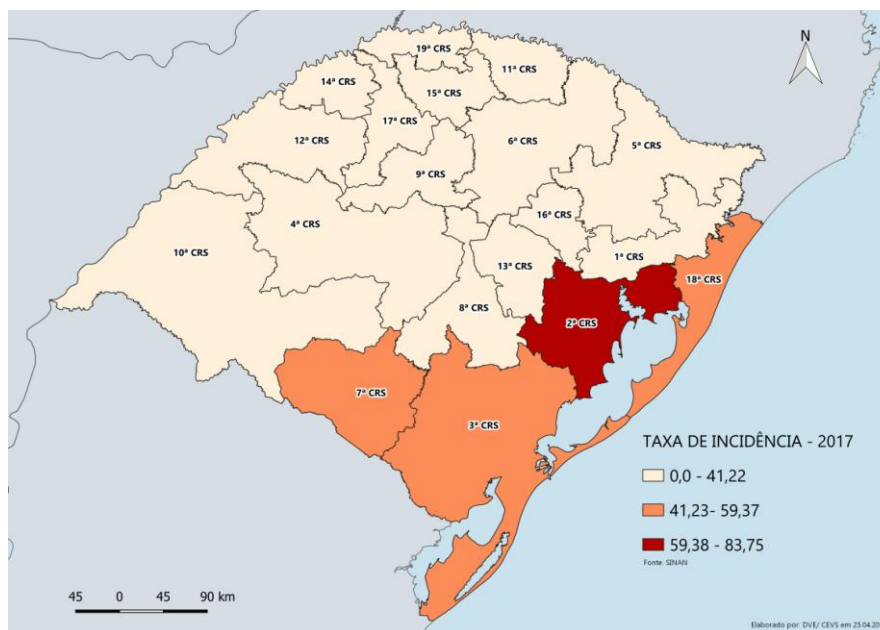 19ª CRS
N
11ª CRS
14ª CRS
15ª CRS
17ª CRS
12ª CRS
6ª CRS
5ª CRS
9ª CRS
16ª CRS
4ª CRS
10ª CRS
1ª CRS
13ª CRS
18ª CRS
8ª CRS
2ª CRS
7ª CRS
3ª CRS
TAXA DE INCIDÊNCIA - 2017
0,0 - 41,22
41,23- 59,37
59,38 - 83,75
Fonte: SINAN
45 0 45 90 km
Elaborado por: DVE/ CEVS em 23.04.20